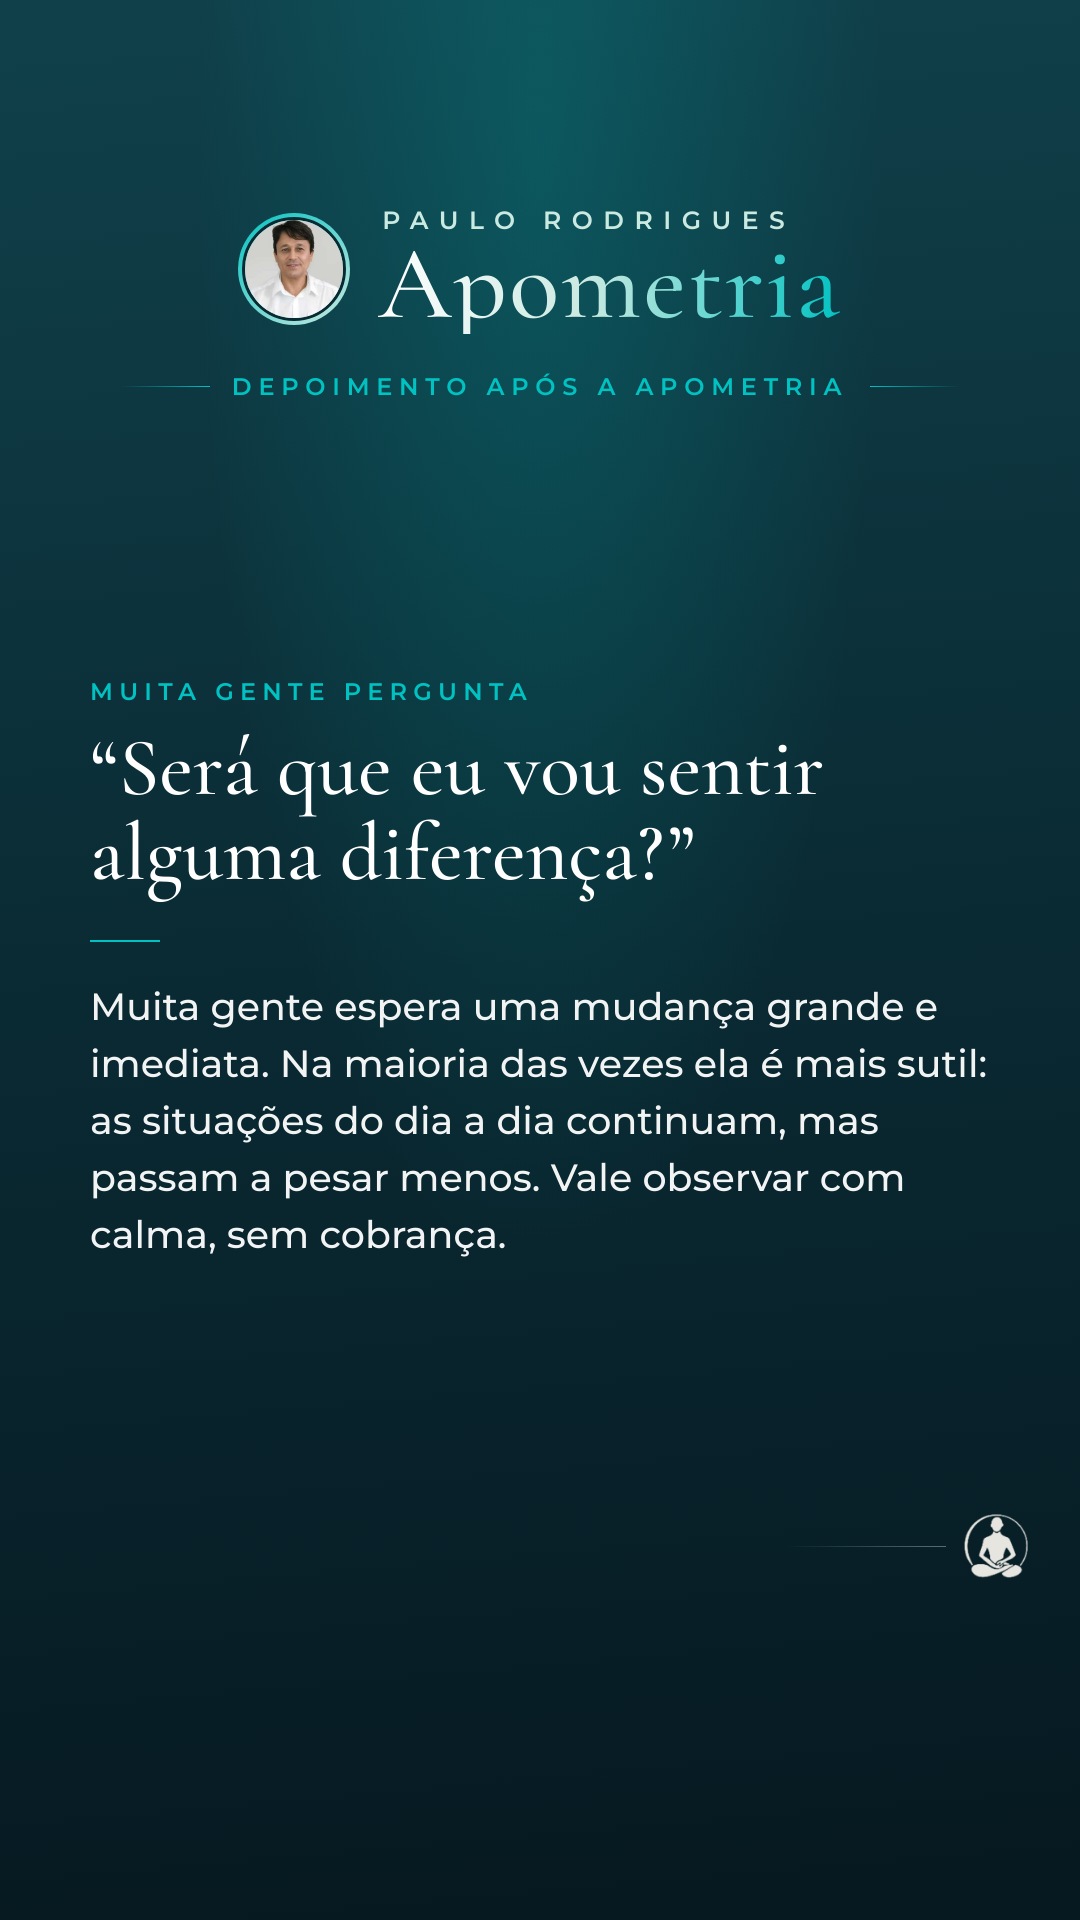 PAULO RODRIGUES
Apometria
DEPOIMENTO APÓS A APOMETRIA
MUITA GENTE PERGUNTA
“Será que eu vou sentir
alguma diferença?”
Muita gente espera uma mudança grande e
imediata. Na maioria das vezes ela é mais sutil:
as situações do dia a dia continuam, mas
passam a pesar menos. Vale observar com
calma, sem cobrança.